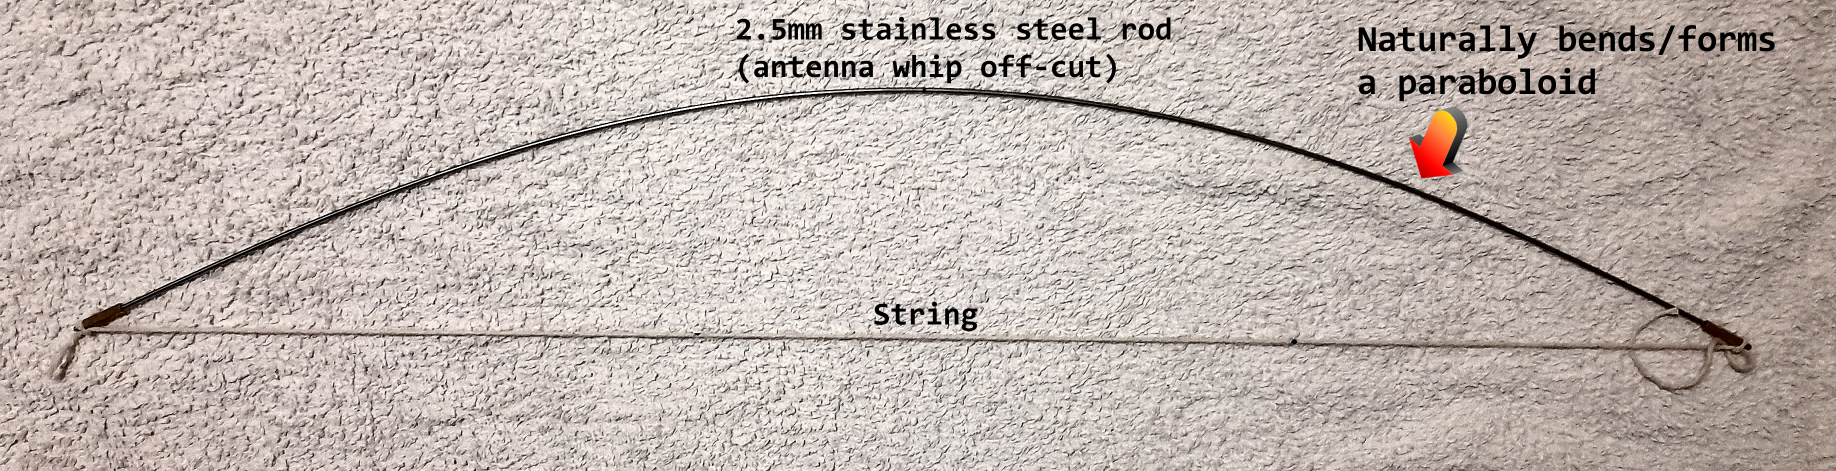 2.5mm stainless steel rod
(antenna whip off-cut)
Naturally bends/forms
a paraboloid
String